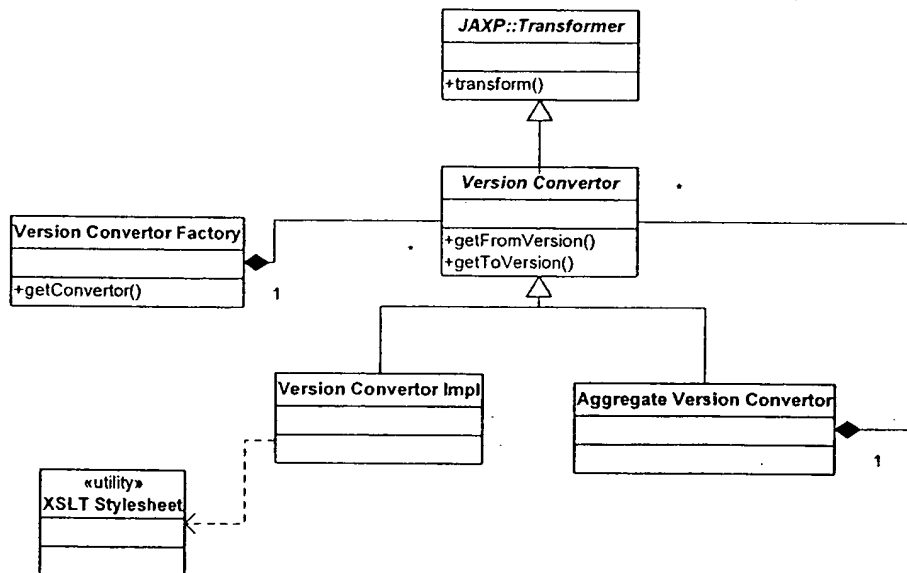 JAXP::Transformer
+transform()
Version Convertor
*
+getFromVersion()
+getToVersion()
Version Convertor Factory
*
+getConvertor()
1
Version Convertor Impl
Aggregate Version Convertor
1
«utility»
XSLT Stylesheet